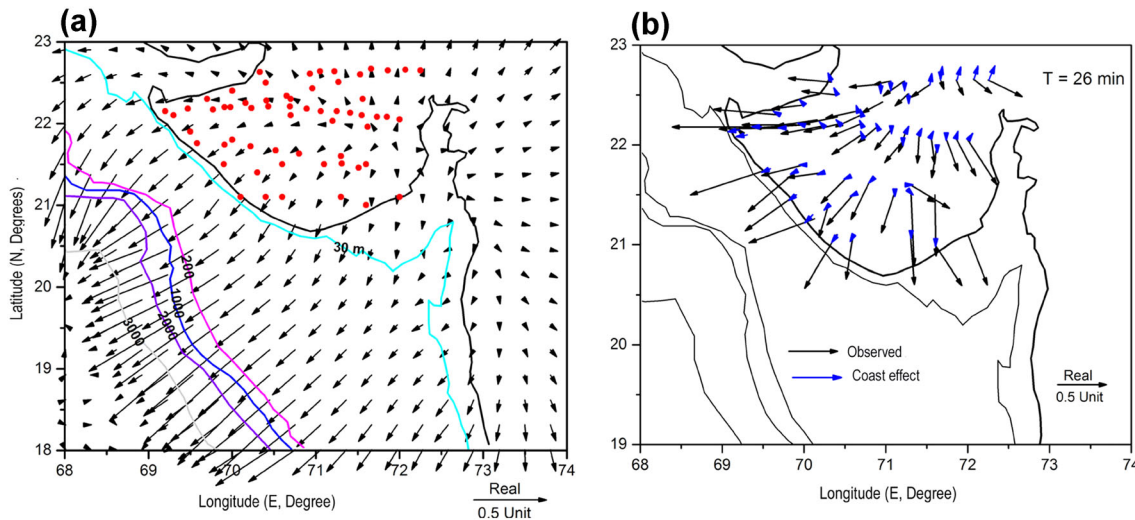 (a)
(b)
23
22
21
20
19
18
Latitude (N, Degrees)
30 m
200
1000
2000
3000
68 69 70 71 72 73 74
Longitude (E, Degree)
Real
0.5 Unit
23
22
21
20
19
T = 26 min
Observed
Coast effect
Real
0.5 Unit
68 69 70 71 72 73 74
Longitude (E, Degree)